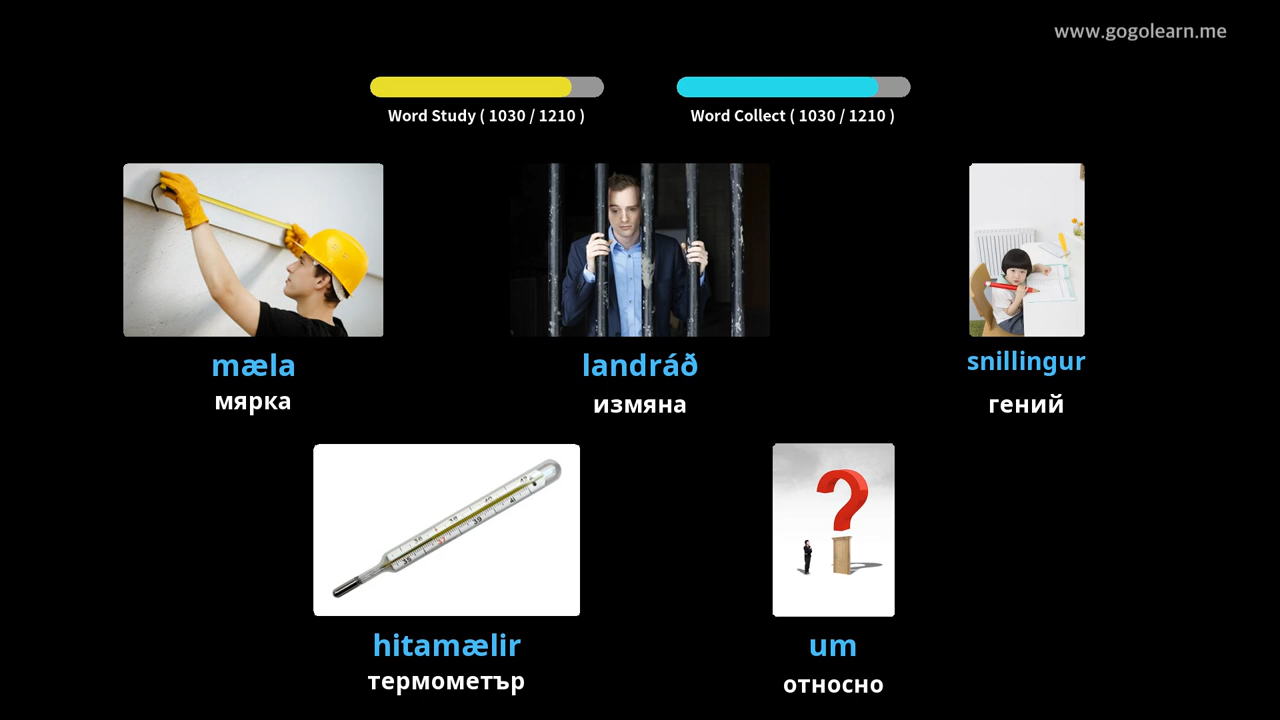 www.gogolearn.me
Word Study ( 1030 / 1210 )
Word Collect ( 1030 / 1210 )
mæla
мярка
landráð
измяна
snillingur
гений
hitamælir
термометър
um
относно